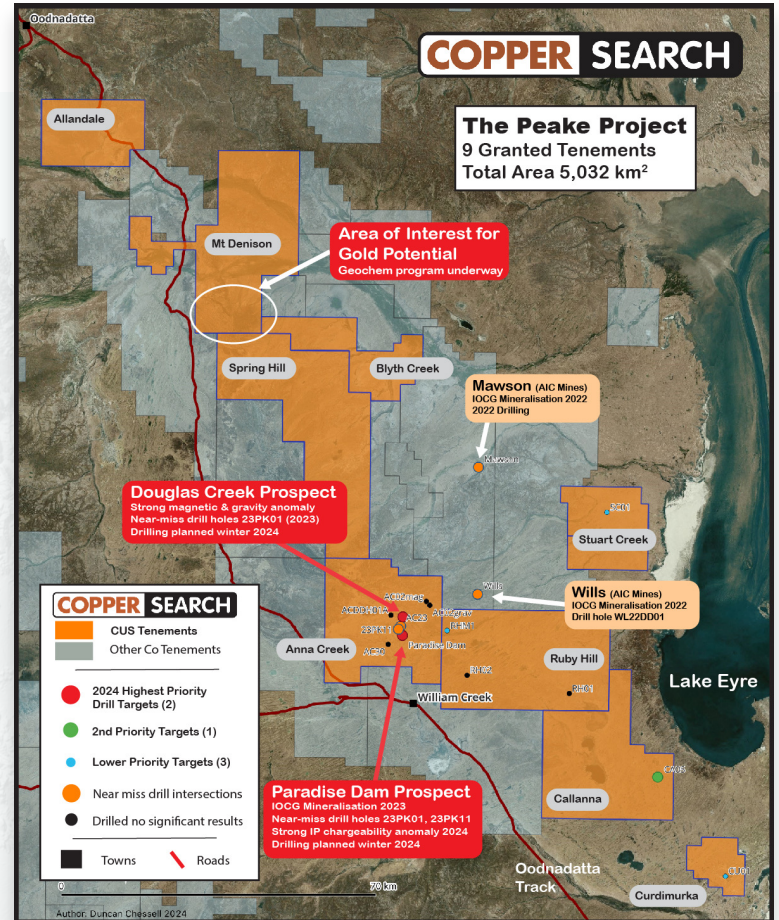 Oodnadatta
COPPER SEARCH
Allandale
The Peake Project
9 Granted Tenements
Total Area 5,032 km²
Mt Denison
Area of Interest for
Gold Potential
Geochem program underway
Spring Hill
Blyth Creek
Mawson (AIC Mines)
IOCG Mineralisation 2022
2022 Drilling
Mawson
Douglas Creek Prospect
Strong magnetic & gravity anomaly
Near-miss drill holes 23PK01 (2023)
Drilling planned winter 2024
Stuart Creek
Wills
Wills (AIC Mines)
IOCG Mineralisation 2022
Drill hole WL22DD01
AC23
23PK11
Paradise Dam
Anna Creek
Ruby Hill
RH01
William Creek
Lake Eyre
COPPER SEARCH
CUS Tenements
Other Co Tenements
2024 Highest Priority
Drill Targets (2)
2nd Priority Targets (1)
Lower Priority Targets (3)
Near miss drill intersections
Drilled no significant results
Towns
Roads
Paradise Dam Prospect
IOCG Mineralisation 2023
Near-miss drill holes 23PK01, 23PK11
Strong IP chargeability anomaly 2024
Drilling planned winter 2024
Callanna
Oodnadatta
Track
Curdimurka
0
70 km
Author: Duncan Chessell 2024